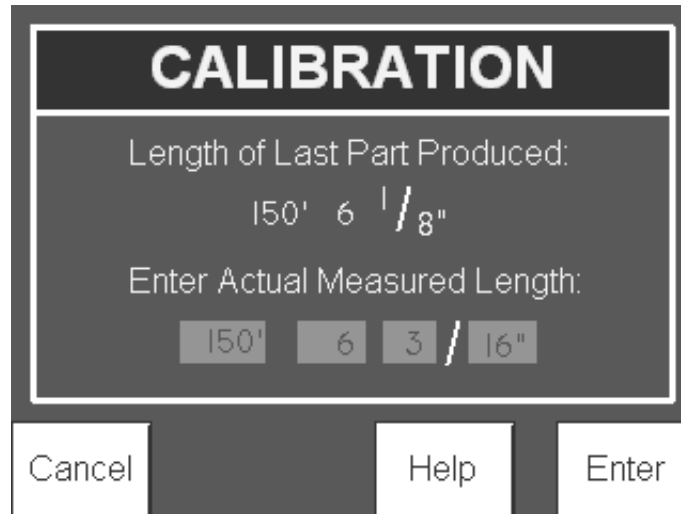 CALIBRATION
Length of Last Part Produced:
150' 6 1/8"
Enter Actual Measured Length:
150' 6 3/16"
Cancel Help Enter